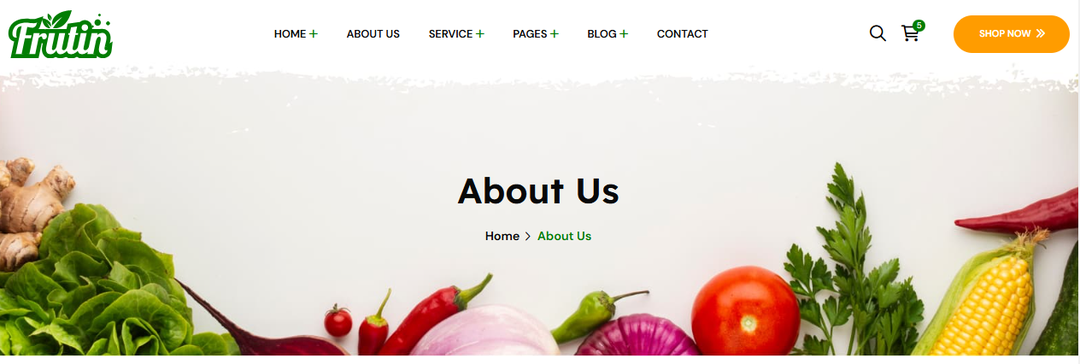 Frutin
HOME + ABOUT US SERVICE + PAGES + BLOG + CONTACT
5
SHOP NOW »
About Us
Home > About Us